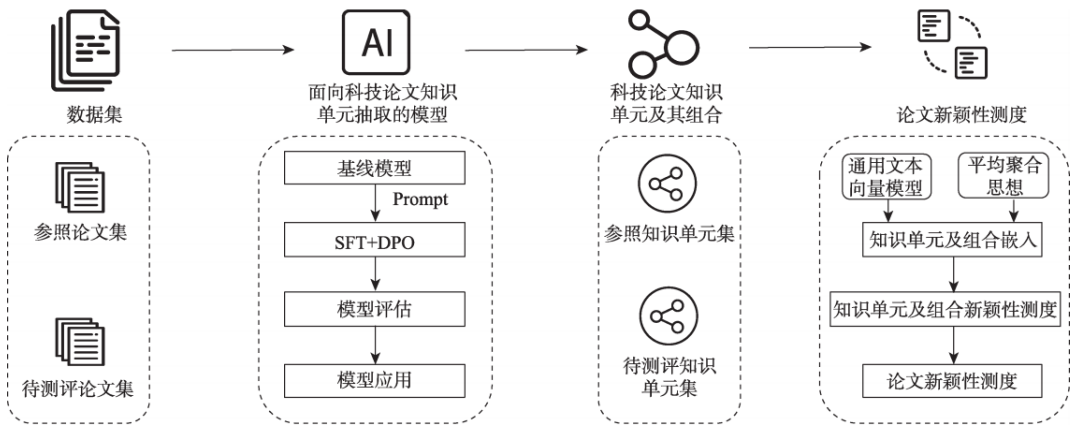 AI
数据集
面向科技论文知识
单元抽取的模型
科技论文知识
单元及其组合
论文新颖性测度
参照论文集
待测评论文集
基线模型
Prompt
SFT+DPO
模型评估
模型应用
参照知识单元集
待测评知识
单元集
通用文本
向量模型
平均聚合
思想
知识单元及组合嵌入
知识单元及组合新颖性测度
论文新颖性测度